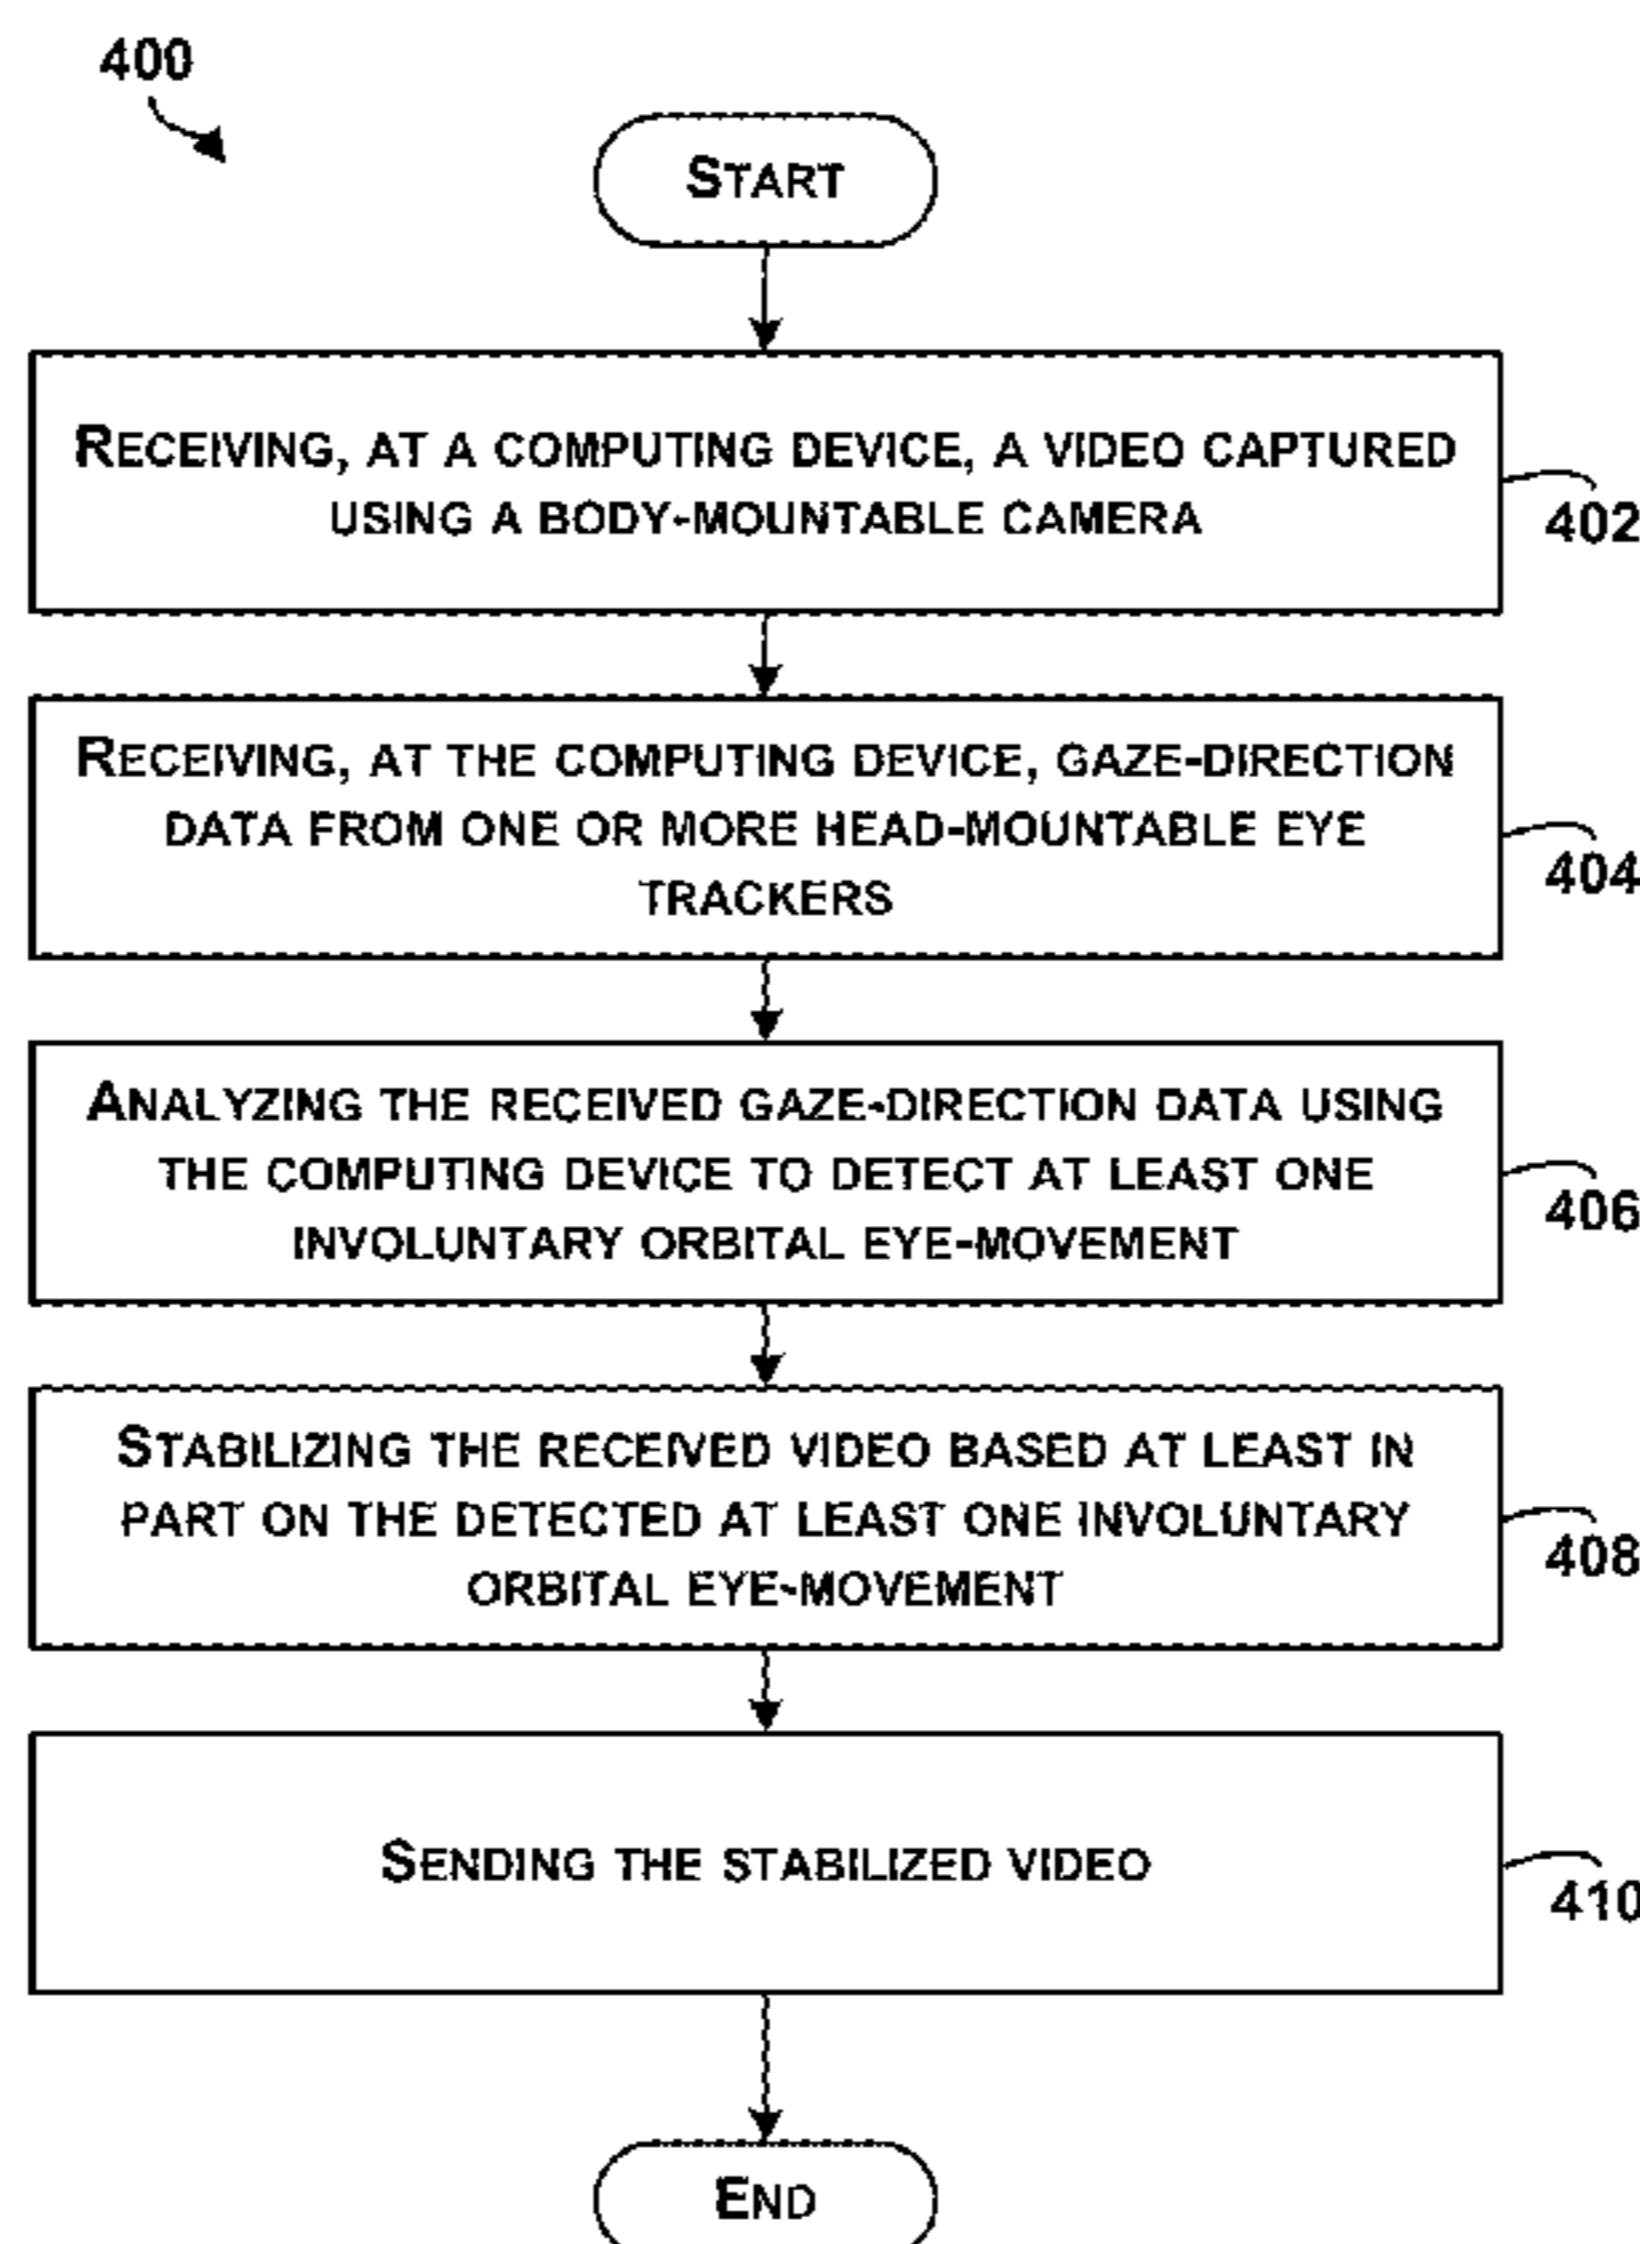 400
START
RECEIVING, AT A COMPUTING DEVICE, A VIDEO CAPTURED
USING A BODY-MOUNTABLE CAMERA
402
RECEIVING, AT THE COMPUTING DEVICE, GAZE-DIRECTION
DATA FROM ONE OR MORE HEAD-MOUNTABLE EYE
TRACKERS
404
ANALYZING THE RECEIVED GAZE-DIRECTION DATA USING
THE COMPUTING DEVICE TO DETECT AT LEAST ONE
INVOLUNTARY ORBITAL EYE-MOVEMENT
406
STABILIZING THE RECEIVED VIDEO BASED AT LEAST IN
PART ON THE DETECTED AT LEAST ONE INVOLUNTARY
ORBITAL EYE-MOVEMENT
408
SENDING THE STABILIZED VIDEO
410
END